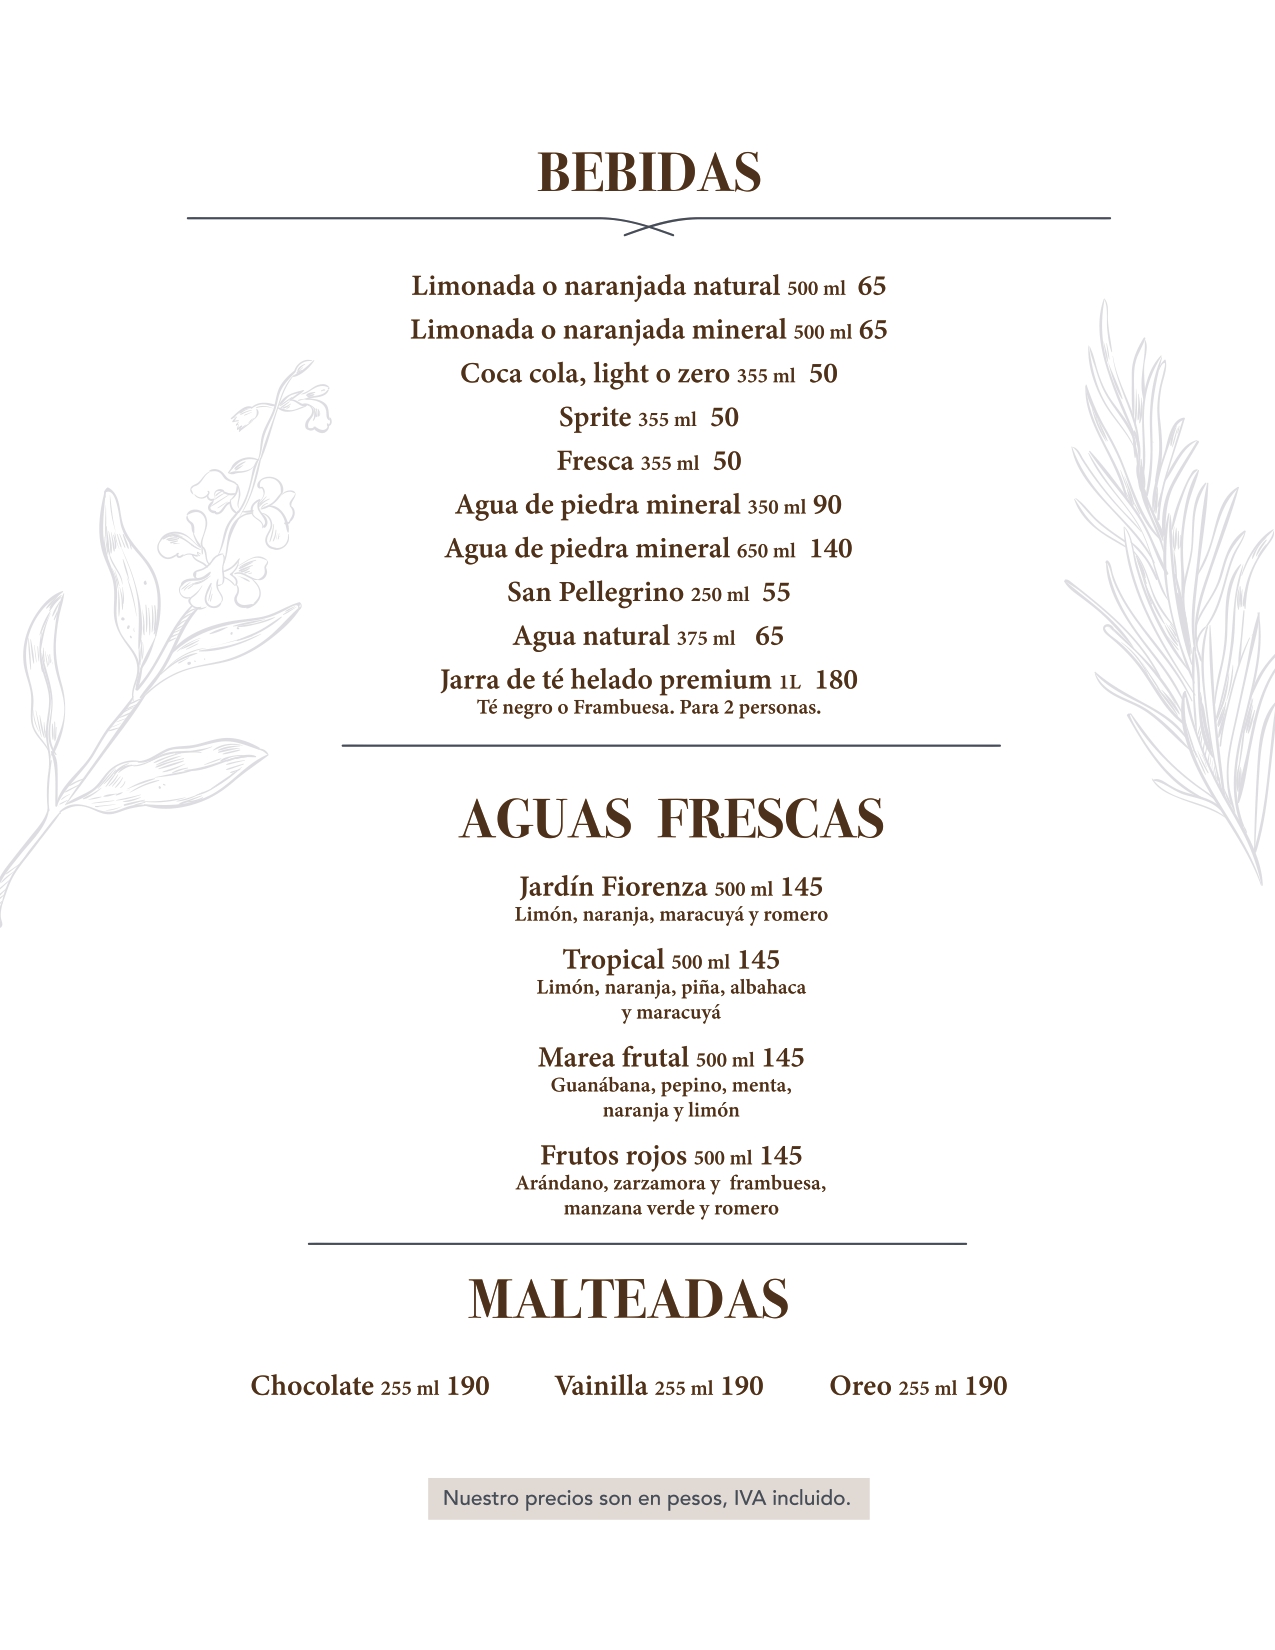 BEBIDAS
Limonada o naranjada natural 500 ml 65
Limonada o naranjada mineral 500 ml 65
Coca cola, light o zero 355 ml 50
Sprite 355 ml 50
Fresca 355 ml 50
Agua de piedra mineral 350 ml 90
Agua de piedra mineral 650 ml 140
San Pellegrino 250 ml 55
Agua natural 375 ml 65
Jarra de té helado premium 1L 180
Té negro o Frambuesa. Para 2 personas.
AGUAS FRESCAS
Jardín Fiorenza 500 ml 145
Limón, naranja, maracuyá y romero
Tropical 500 ml 145
Limón, naranja, piña, albahaca
y maracuyá
Marea frutal 500 ml 145
Guanábana, pepino, menta,
naranja y limón
Frutos rojos 500 ml 145
Arándano, zarzamora y frambuesa,
manzana verde y romero
MALTEADAS
Chocolate 255 ml 190 Vainilla 255 ml 190 Oreo 255 ml 190
Nuestro precios son en pesos, IVA incluido.